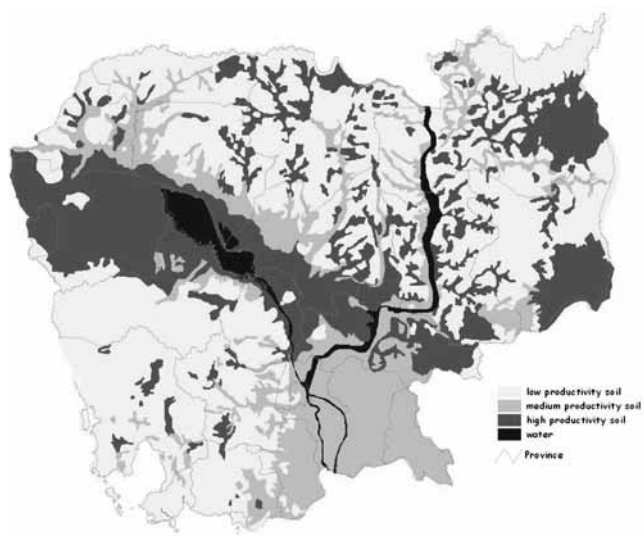 low productivity soil
medium productivity soil
high productivity soil
water
Province